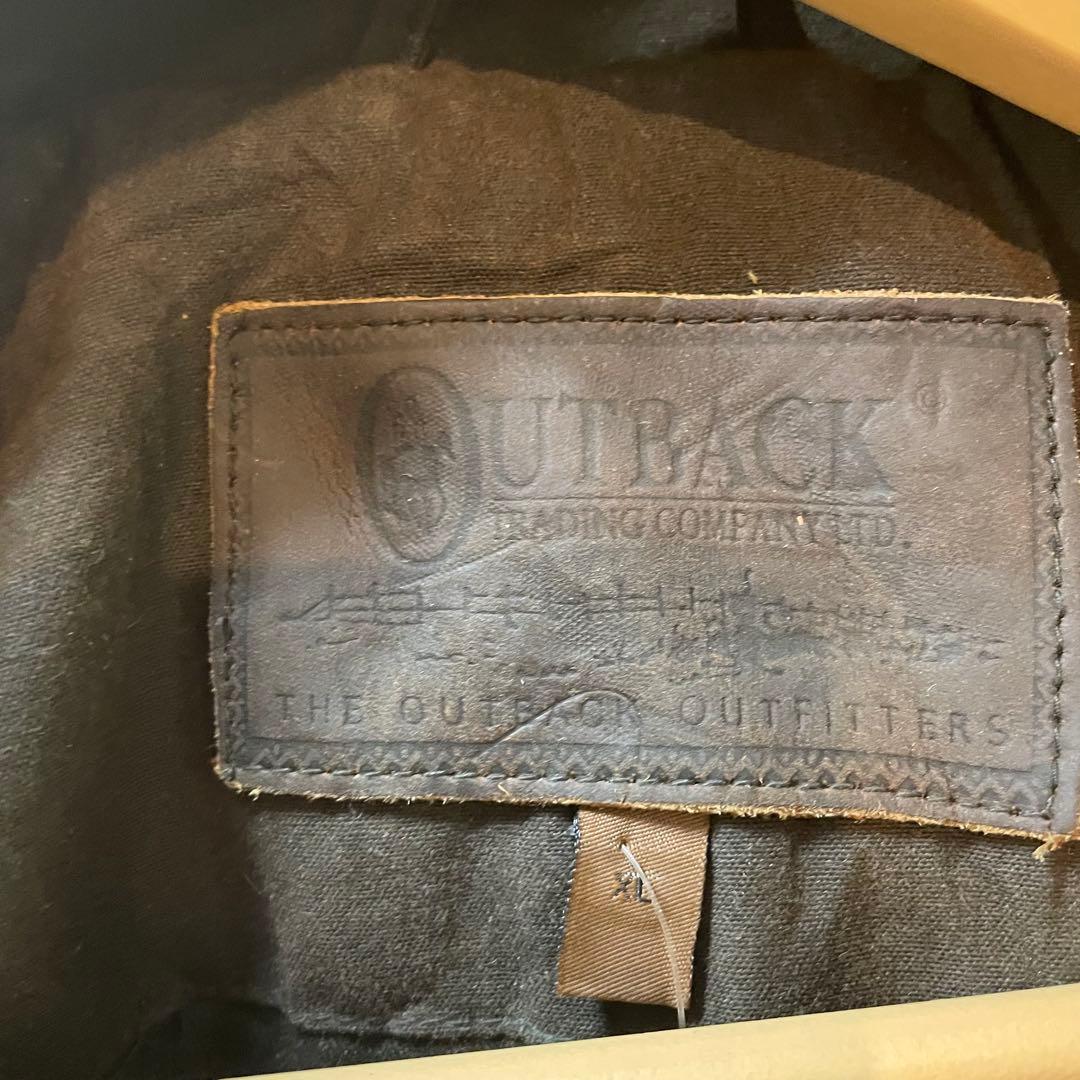 OUTBACK®
TRADING COMPANY LTD.
THE OUTBACK OUTFITTERS
XL